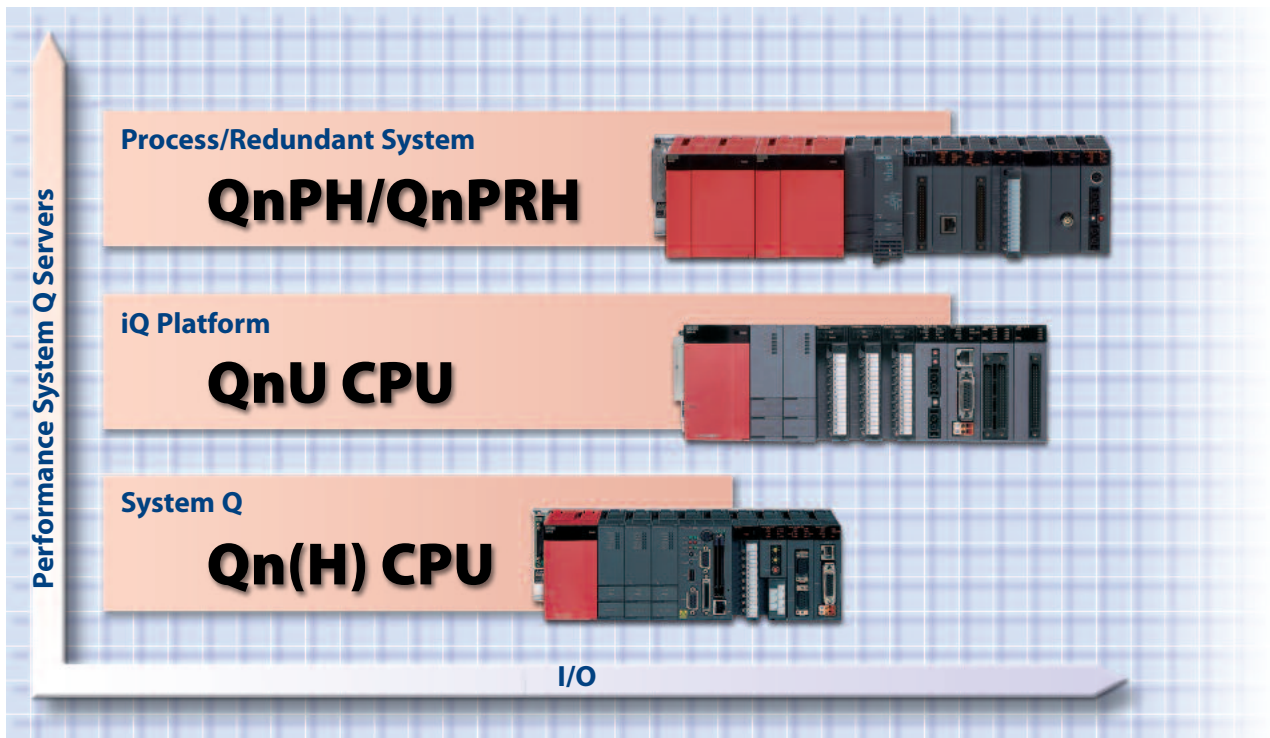 Performance System Q Servers
Process/Redundant System
QnPH/QnPRH
iQ Platform
QnU CPU
System Q
Qn(H) CPU
I/O